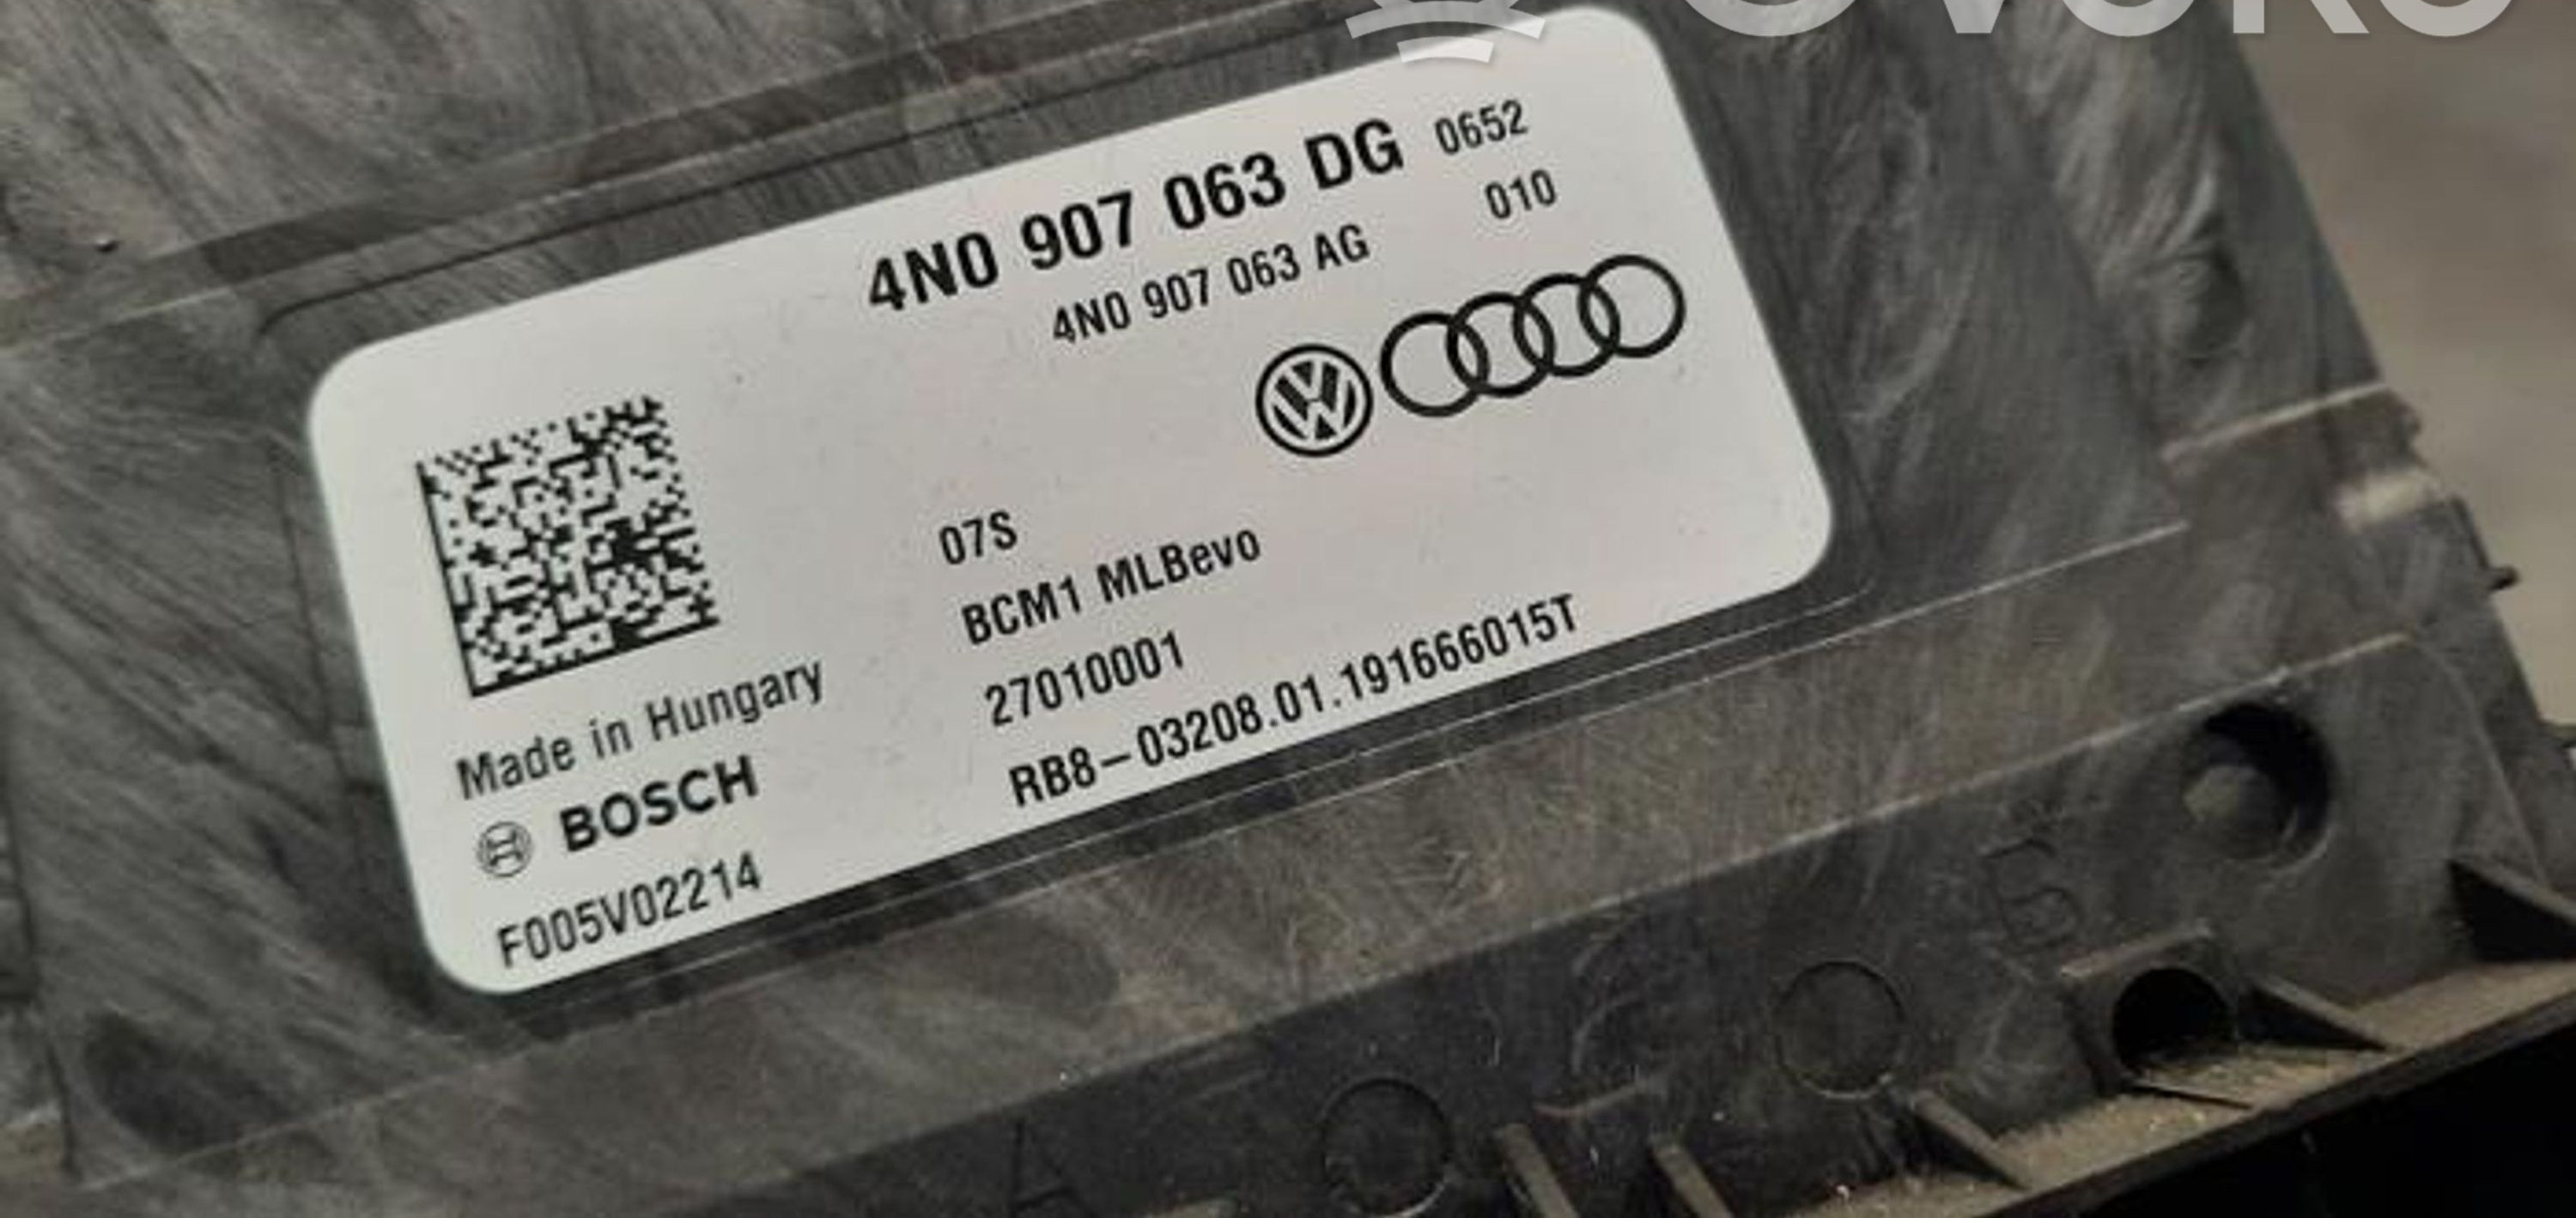 4N0 907 063 DG 0652
4N0 907 063 AG 010
07S
BCM1 MLBevo
27010001
RB8-03208.01.191666015T
Made in Hungary
BOSCH
F005V02214
A